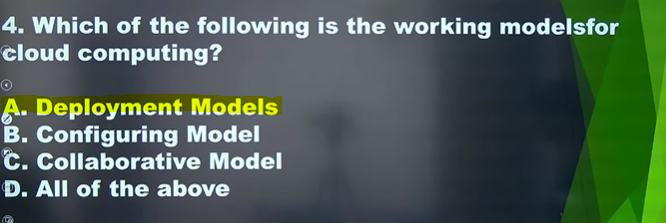 4. Which of the following is the working modelsfor
cloud computing?
A. Deployment Models
B. Configuring Model
C. Collaborative Model
D. All of the above